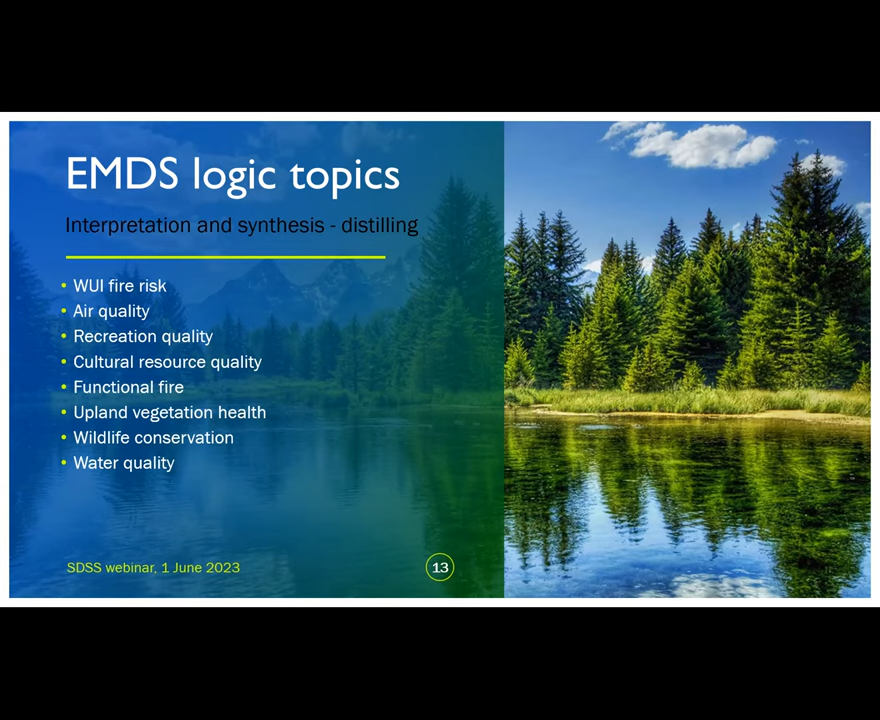 EMDS logic topics
Interpretation and synthesis - distilling
• WUI fire risk
• Air quality
• Recreation quality
• Cultural resource quality
• Functional fire
• Upland vegetation health
• Wildlife conservation
• Water quality
SDSS webinar, 1 June 2023
13